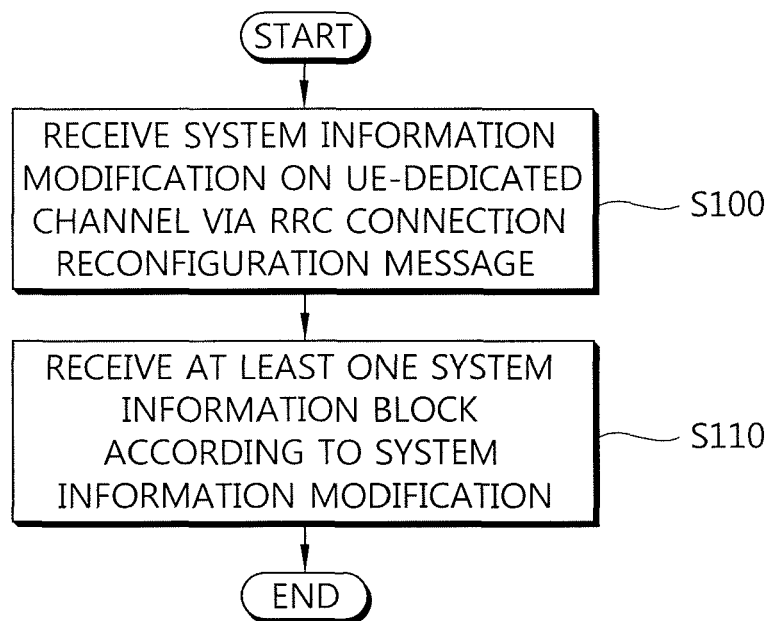 START
RECEIVE SYSTEM INFORMATION
MODIFICATION ON UE-DEDICATED
CHANNEL VIA RRC CONNECTION
RECONFIGURATION MESSAGE
S100
RECEIVE AT LEAST ONE SYSTEM
INFORMATION BLOCK
ACCORDING TO SYSTEM
INFORMATION MODIFICATION
S110
END